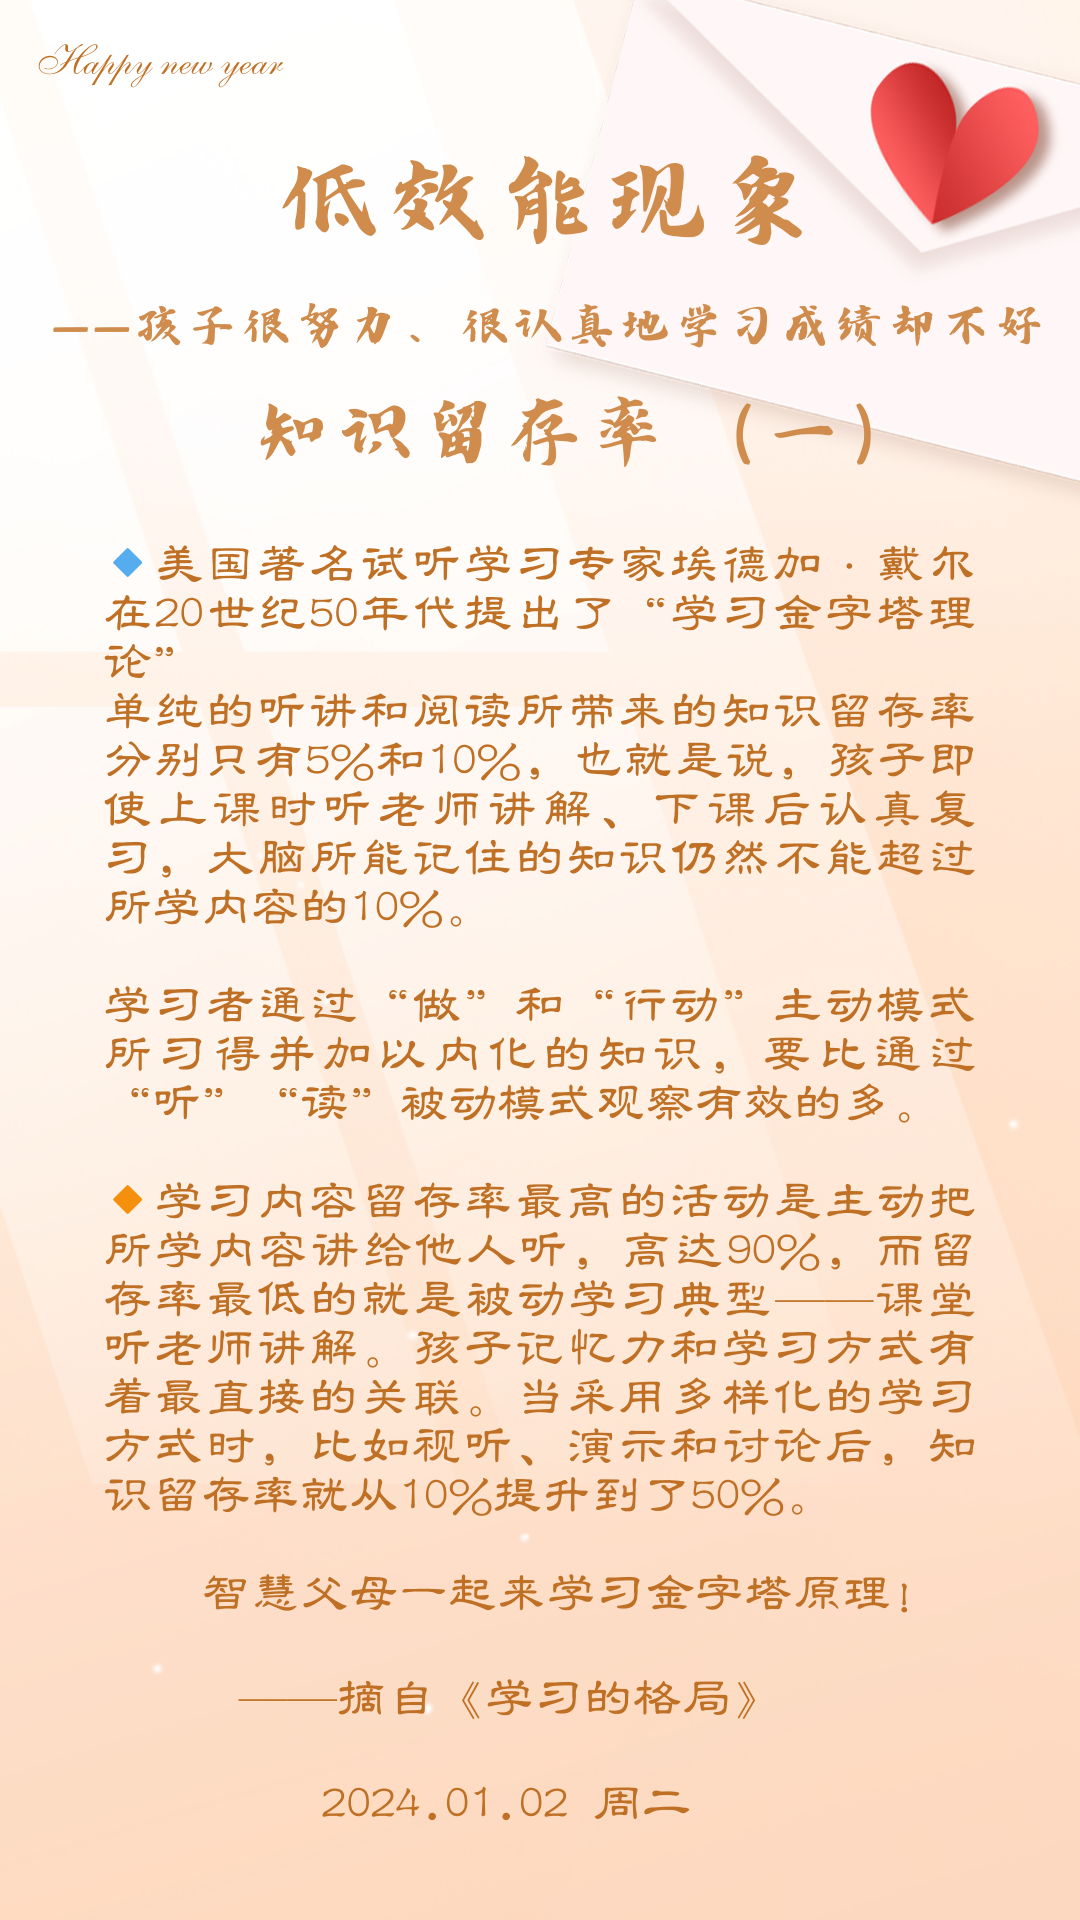 Happy new year
低效能现象
——孩子很努力、很认真地学习成绩却不好
知识留存率（一）
🔹美国著名试听学习专家埃德加·戴尔
在20世纪50年代提出了“学习金字塔理
论”
单纯的听讲和阅读所带来的知识留存率
分别只有5%和10%，也就是说，孩子即
使上课时听老师讲解、下课后认真复
习，大脑所能记住的知识仍然不能超过
所学内容的10%。
学习者通过“做”和“行动”主动模式
所习得并加以内化的知识，要比通过
“听”“读”被动模式观察有效的多。
🔸学习内容留存率最高的活动是主动把
所学内容讲给他人听，高达90%，而留
存率最低的就是被动学习典型——课堂
听老师讲解。孩子记忆力和学习方式有
着最直接的关联。当采用多样化的学习
方式时，比如视听、演示和讨论后，知
识留存率就从10%提升到了50%。
智慧父母一起来学习金字塔原理！
——摘自《学习的格局》
2024.01.02 周二